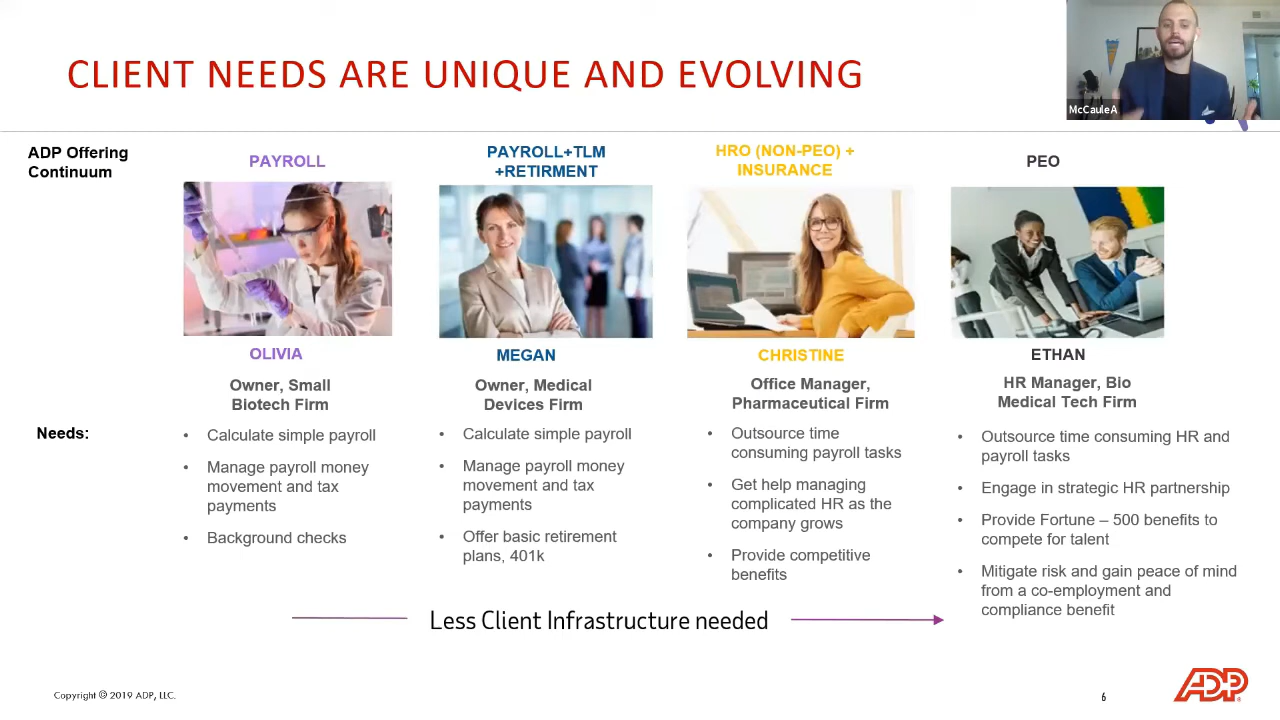 CLIENT NEEDS ARE UNIQUE AND EVOLVING
McCauleA
ADP Offering
Continuum
PAYROLL
PAYROLL+TLM
+RETIRMENT
HRO (NON-PEO) +
INSURANCE
PEO
OLIVIA
Owner, Small
Biotech Firm
MEGAN
Owner, Medical
Devices Firm
CHRISTINE
Office Manager,
Pharmaceutical Firm
ETHAN
HR Manager, Bio
Medical Tech Firm
Needs:
• Calculate simple payroll
• Manage payroll money
movement and tax
payments
• Background checks
• Calculate simple payroll
• Manage payroll money
movement and tax
payments
• Offer basic retirement
plans, 401k
• Outsource time
consuming payroll tasks
• Get help managing
complicated HR as the
company grows
• Provide competitive
benefits
• Outsource time consuming HR and
payroll tasks
• Engage in strategic HR partnership
• Provide Fortune – 500 benefits to
compete for talent
• Mitigate risk and gain peace of mind
from a co-employment and
compliance benefit
Less Client Infrastructure needed
Copyright © 2019 ADP, LLC.
6
ADP